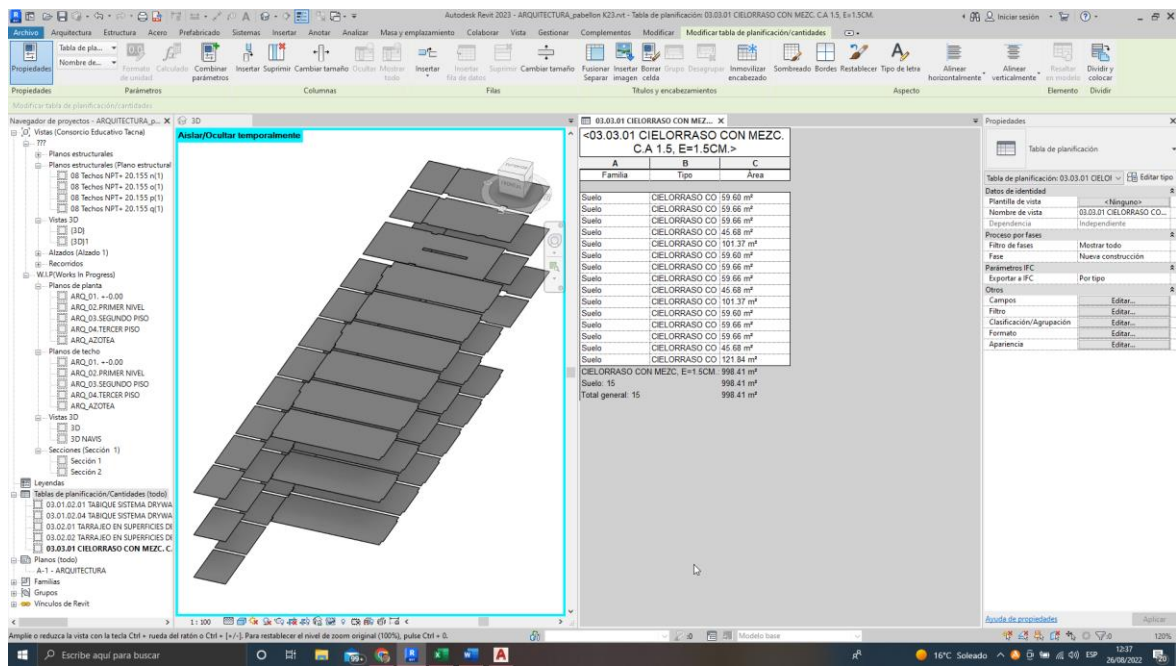 Autodesk Revit 2023 - ARQUITECTURA_pabellon K23.rvt - Tabla de planificación: 03.03.01 CIELORRASO CON MEZC. C.A 1.5, E=1.5CM.
Iniciar sesión
Archivo Arquitectura Estructura Acero Prefabricado Sistemas Insertar Anotar Analizar Masa y emplazamiento Colaborar Vista Gestionar Complementos Modificar Modificar tabla de planificación/cantidades
Propiedades
Tabla de pla...
Nombre de...
Formato de unidad
Calculado
Combinar parámetros
Insertar Suprimir Cambiar tamaño Ocultar Mostrar todo
Insertar
Insertar fila de datos
Suprimir Cambiar tamaño
Fusionar Separar
Insertar imagen
Borrar celda
Grupo Desagrupar
Inmovilizar encabezado
Sombreado Bordes Restablecer Tipo de letra
Alinear horizontalmente
Alinear verticalmente
Resaltar en modelo
Dividir y colocar
Propiedades Parámetros Columnas Filas Títulos y encabezamientos Aspecto Elemento Dividir
Modificar tabla de planificación/cantidades
Navegador de proyectos - ARQUITECTURA_p...
Vistas (Consorcio Educativo Tacna)
???
Planos estructurales
Planos estructurales (Plano estructural
08 Techos NPT+ 20.155 n(1)
08 Techos NPT+ 20.155 o(1)
08 Techos NPT+ 20.155 p(1)
08 Techos NPT+ 20.155 q(1)
Vistas 3D
{3D}
{3D}1
Alzados (Alzado 1)
Recorridos
W.I.P(Works In Progress)
Planos de planta
ARQ_01. +-0.00
ARQ_02.PRIMER NIVEL
ARQ_03.SEGUNDO PISO
ARQ_04.TERCER PISO
ARQ_AZOTEA
Planos de techo
ARQ_01. +-0.00
ARQ_02.PRIMER NIVEL
ARQ_03.SEGUNDO PISO
ARQ_04.TERCER PISO
ARQ_AZOTEA
Vistas 3D
3D
3D NAVIS
Secciones (Sección 1)
Sección 1
Sección 2
Leyendas
Tablas de planificación/Cantidades (todo)
03.01.02.01 TABIQUE SISTEMA DRYWA
03.01.02.04 TABIQUE SISTEMA DRYWA
03.02.01 TARRAJEO EN SUPERFICIES DE
03.02.02 TARRAJEO EN SUPERFICIES DE
03.03.01 CIELORRASO CON MEZC. C.
Planos (todo)
A-1 - ARQUITECTURA
Familias
Grupos
Vínculos de Revit
3D
Aislar/Ocultar temporalmente
1 : 100
03.03.01 CIELORRASO CON MEZ...
<03.03.01 CIELORRASO CON MEZC.
C.A 1.5, E=1.5CM.>
A B C
Familia Tipo Área
Suelo CIELORRASO CO 59.60 m²
Suelo CIELORRASO CO 59.66 m²
Suelo CIELORRASO CO 59.66 m²
Suelo CIELORRASO CO 45.68 m²
Suelo CIELORRASO CO 101.37 m²
Suelo CIELORRASO CO 59.60 m²
Suelo CIELORRASO CO 59.66 m²
Suelo CIELORRASO CO 59.66 m²
Suelo CIELORRASO CO 45.68 m²
Suelo CIELORRASO CO 101.37 m²
Suelo CIELORRASO CO 59.60 m²
Suelo CIELORRASO CO 59.66 m²
Suelo CIELORRASO CO 59.66 m²
Suelo CIELORRASO CO 45.68 m²
Suelo CIELORRASO CO 121.84 m²
CIELORRASO CON MEZC, E=1.5CM.: 998.41 m²
Suelo: 15 998.41 m²
Total general: 15 998.41 m²
Propiedades
Tabla de planificación
Tabla de planificación: 03.03.01 CIELOI Editar tipo
Datos de identidad
Plantilla de vista <Ninguno>
Nombre de vista 03.03.01 CIELORRASO CO...
Dependencia Independiente
Proceso por fases
Filtro de fases Mostrar todo
Fase Nueva construcción
Parámetros IFC
Exportar a IFC Por tipo
Otros
Campos Editar...
Filtro Editar...
Clasificación/Agrupación Editar...
Formato Editar...
Apariencia Editar...
Ayuda de propiedades Aplicar
Amplíe o reduzca la vista con la tecla Ctrl + rueda del ratón o Ctrl + [+/-]. Para restablecer el nivel de zoom original (100%), pulse Ctrl + 0.
:0 Modelo base
:0 120%
Escribe aquí para buscar
16°C Soleado
ESP
12:37
26/08/2022